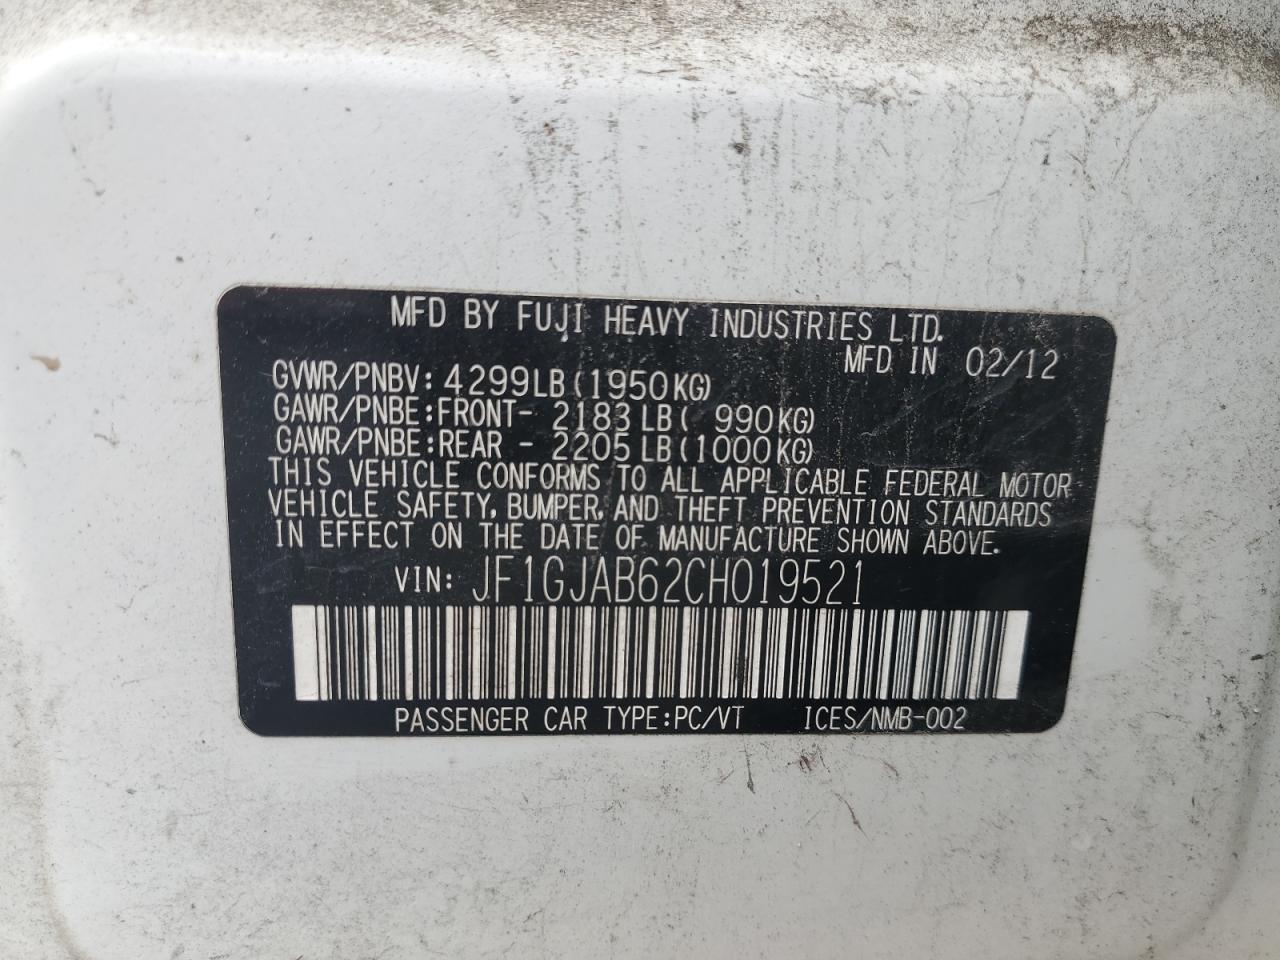 MFD BY FUJI HEAVY INDUSTRIES LTD.
MFD IN 02/12
GVWR/PNBV: 4299LB (1950KG)
GAWR/PNBE: FRONT- 2183 LB ( 990KG)
GAWR/PNBE: REAR - 2205 LB (1000KG)
THIS VEHICLE CONFORMS TO ALL APPLICABLE FEDERAL MOTOR
VEHICLE SAFETY, BUMPER, AND THEFT PREVENTION STANDARDS
IN EFFECT ON THE DATE OF MANUFACTURE SHOWN ABOVE.
VIN: JF1GJAB62CH019521
PASSENGER CAR TYPE:PC/VT ICES/NMB-002